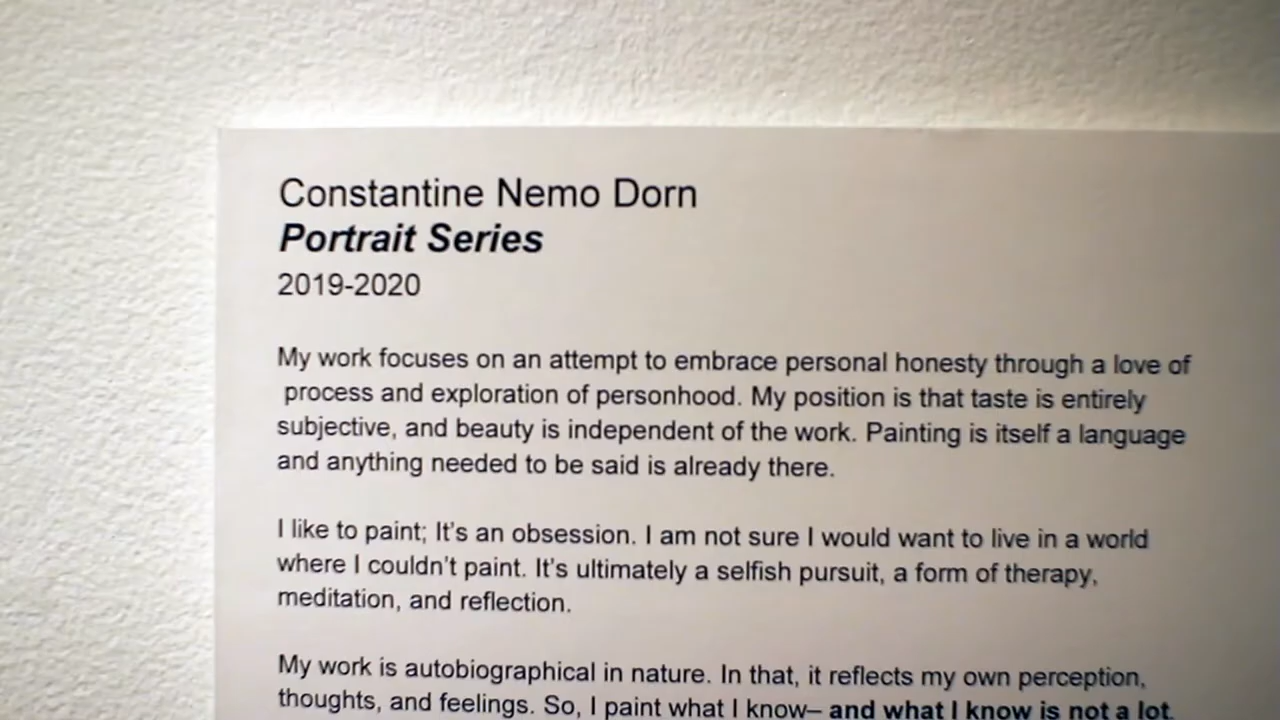 Constantine Nemo Dorn
Portrait Series
2019-2020
My work focuses on an attempt to embrace personal honesty through a love of
process and exploration of personhood. My position is that taste is entirely
subjective, and beauty is independent of the work. Painting is itself a language
and anything needed to be said is already there.
I like to paint; It's an obsession. I am not sure I would want to live in a world
where I couldn't paint. It's ultimately a selfish pursuit, a form of therapy,
meditation, and reflection.
My work is autobiographical in nature. In that, it reflects my own perception,
thoughts, and feelings. So, I paint what I know– and what I know is not a lot.